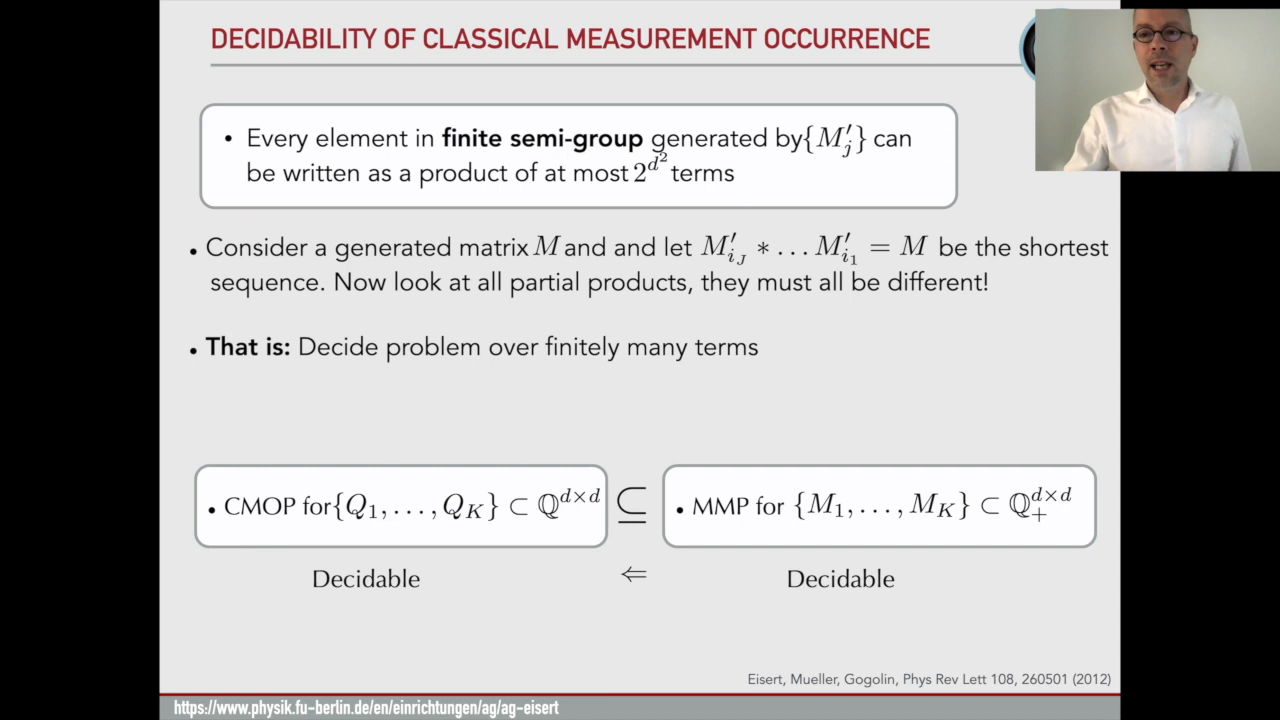 DECIDABILITY OF CLASSICAL MEASUREMENT OCCURRENCE
• Every element in finite semi-group generated by{M′_j} can
be written as a product of at most 2^{d^2} terms
• Consider a generated matrix M and and let M′_{i_J} * … M′_{i_1} = M be the shortest
sequence. Now look at all partial products, they must all be different!
• That is: Decide problem over finitely many terms
• CMOP for{Q_1, …, Q_K} ⊂ ℚ^{d×d} ⊆ • MMP for {M_1, …, M_K} ⊂ ℚ_+^{d×d}
Decidable ⇐ Decidable
Eisert, Mueller, Gogolin, Phys Rev Lett 108, 260501 (2012)
https://www.physik.fu-berlin.de/en/einrichtungen/ag/ag-eisert